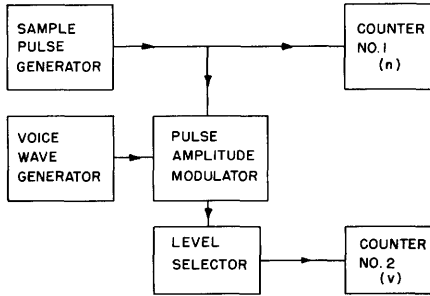 SAMPLE
PULSE
GENERATOR
COUNTER
NO. 1
(n)
VOICE
WAVE
GENERATOR
PULSE
AMPLITUDE
MODULATOR
LEVEL
SELECTOR
COUNTER
NO. 2
(v)